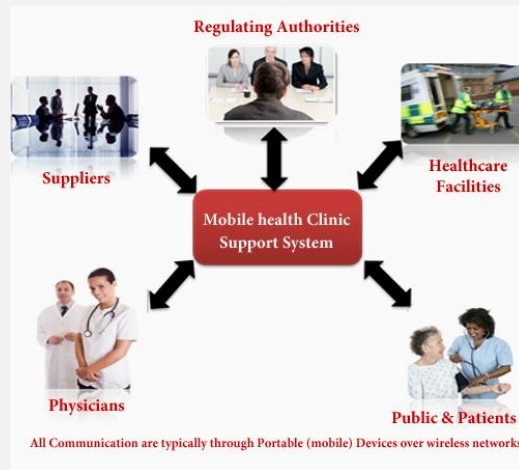 Regulating Authorities
Suppliers
Healthcare
Facilities
Mobile health Clinic
Support System
Physicians
Public & Patients
All Communication are typically through Portable (mobile) Devices over wireless networks